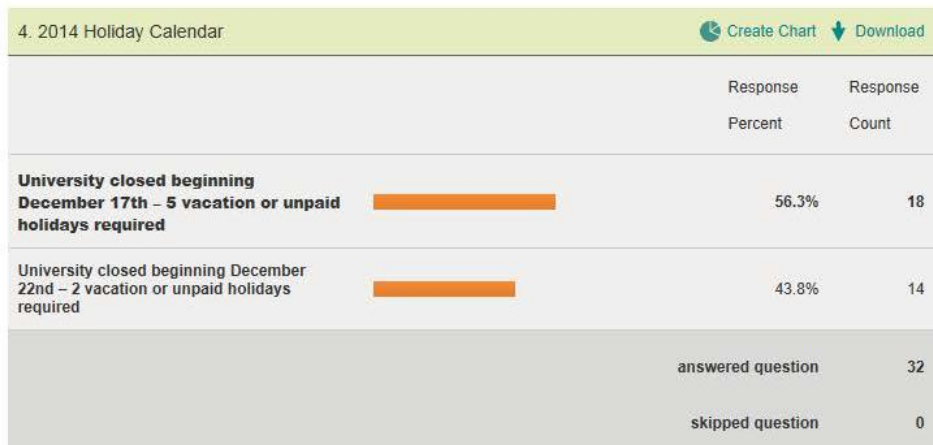 4. 2014 Holiday Calendar Create Chart Download
Response Response
Percent Count
University closed beginning
December 17th – 5 vacation or unpaid
holidays required
56.3% 18
University closed beginning December
22nd – 2 vacation or unpaid holidays
required
43.8% 14
answered question 32
skipped question 0